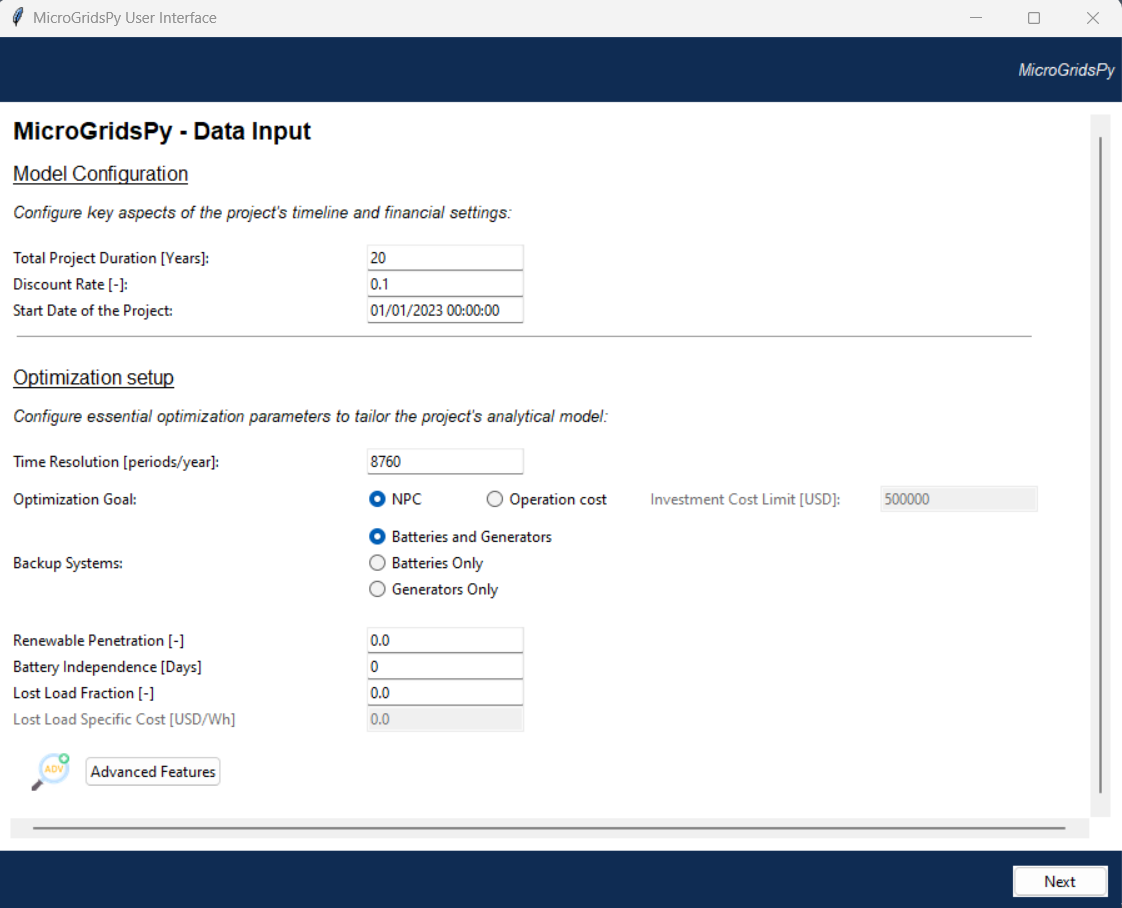 MicroGridsPy User Interface
MicroGridsPy
MicroGridsPy - Data Input
Model Configuration
Configure key aspects of the project's timeline and financial settings:
Total Project Duration [Years]: 20
Discount Rate [-]: 0.1
Start Date of the Project: 01/01/2023 00:00:00
Optimization setup
Configure essential optimization parameters to tailor the project's analytical model:
Time Resolution [periods/year]: 8760
Optimization Goal: NPC Operation cost Investment Cost Limit [USD]: 500000
Batteries and Generators
Backup Systems: Batteries Only
Generators Only
Renewable Penetration [-] 0.0
Battery Independence [Days] 0
Lost Load Fraction [-] 0.0
Lost Load Specific Cost [USD/Wh] 0.0
ADV Advanced Features
Next